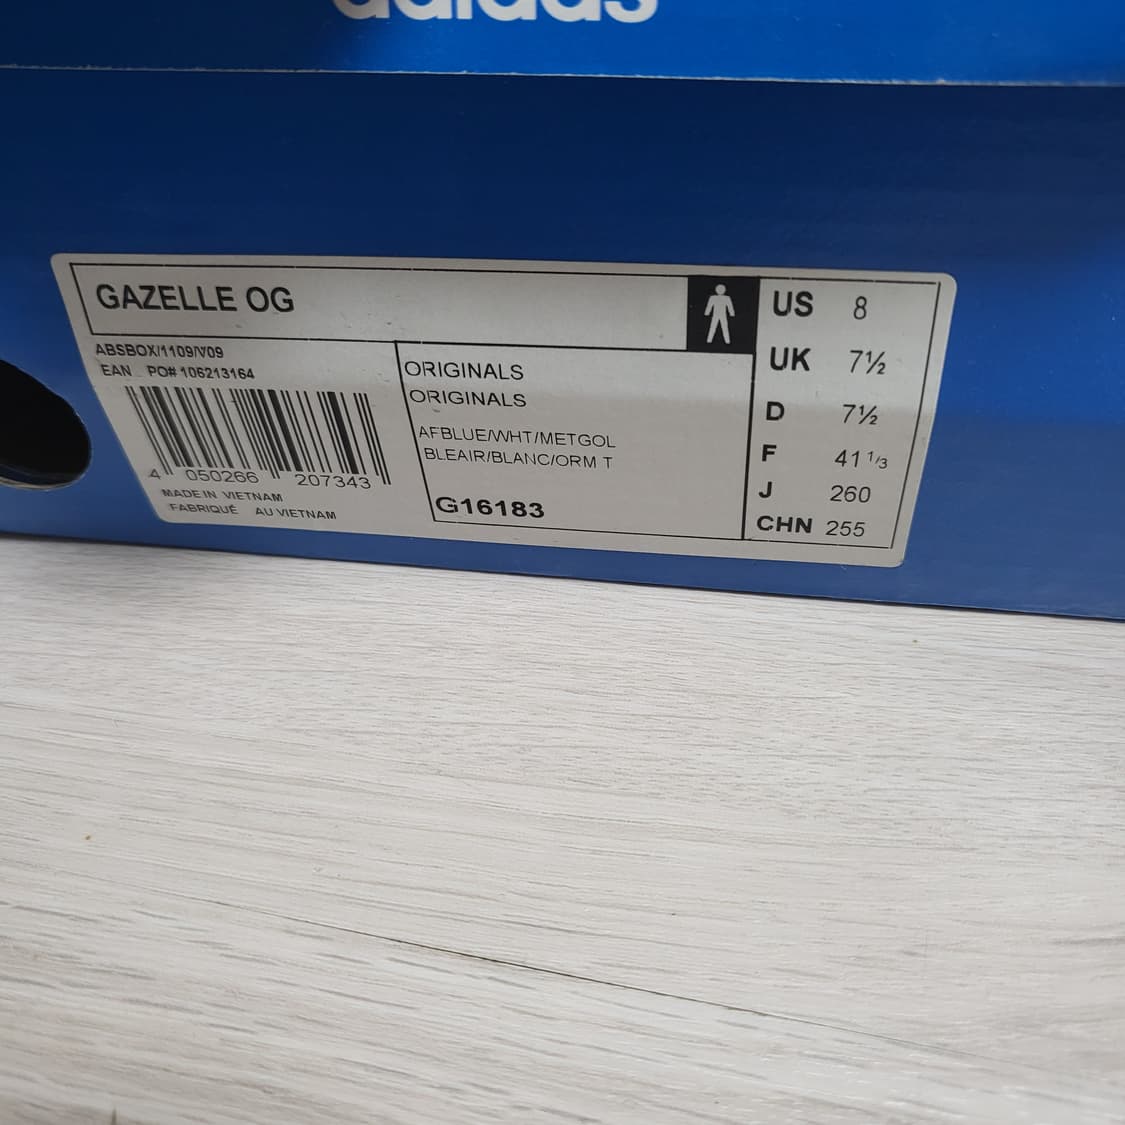 adidas
GAZELLE OG
ABSBOX/1109/V09
EAN PO# 106213164
4 050266 207343
MADE IN VIETNAM
FABRIQUÉ AU VIETNAM
ORIGINALS
ORIGINALS
AFBLUE/WHT/METGOL
BLEAIR/BLANC/ORM T
G16183
US 8
UK 7½
D 7½
F 41 1/3
J 260
CHN 255